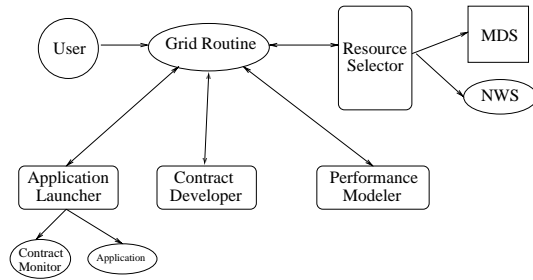 User
Grid Routine
Resource
Selector
MDS
NWS
Application
Launcher
Contract
Developer
Performance
Modeler
Contract
Monitor
Application